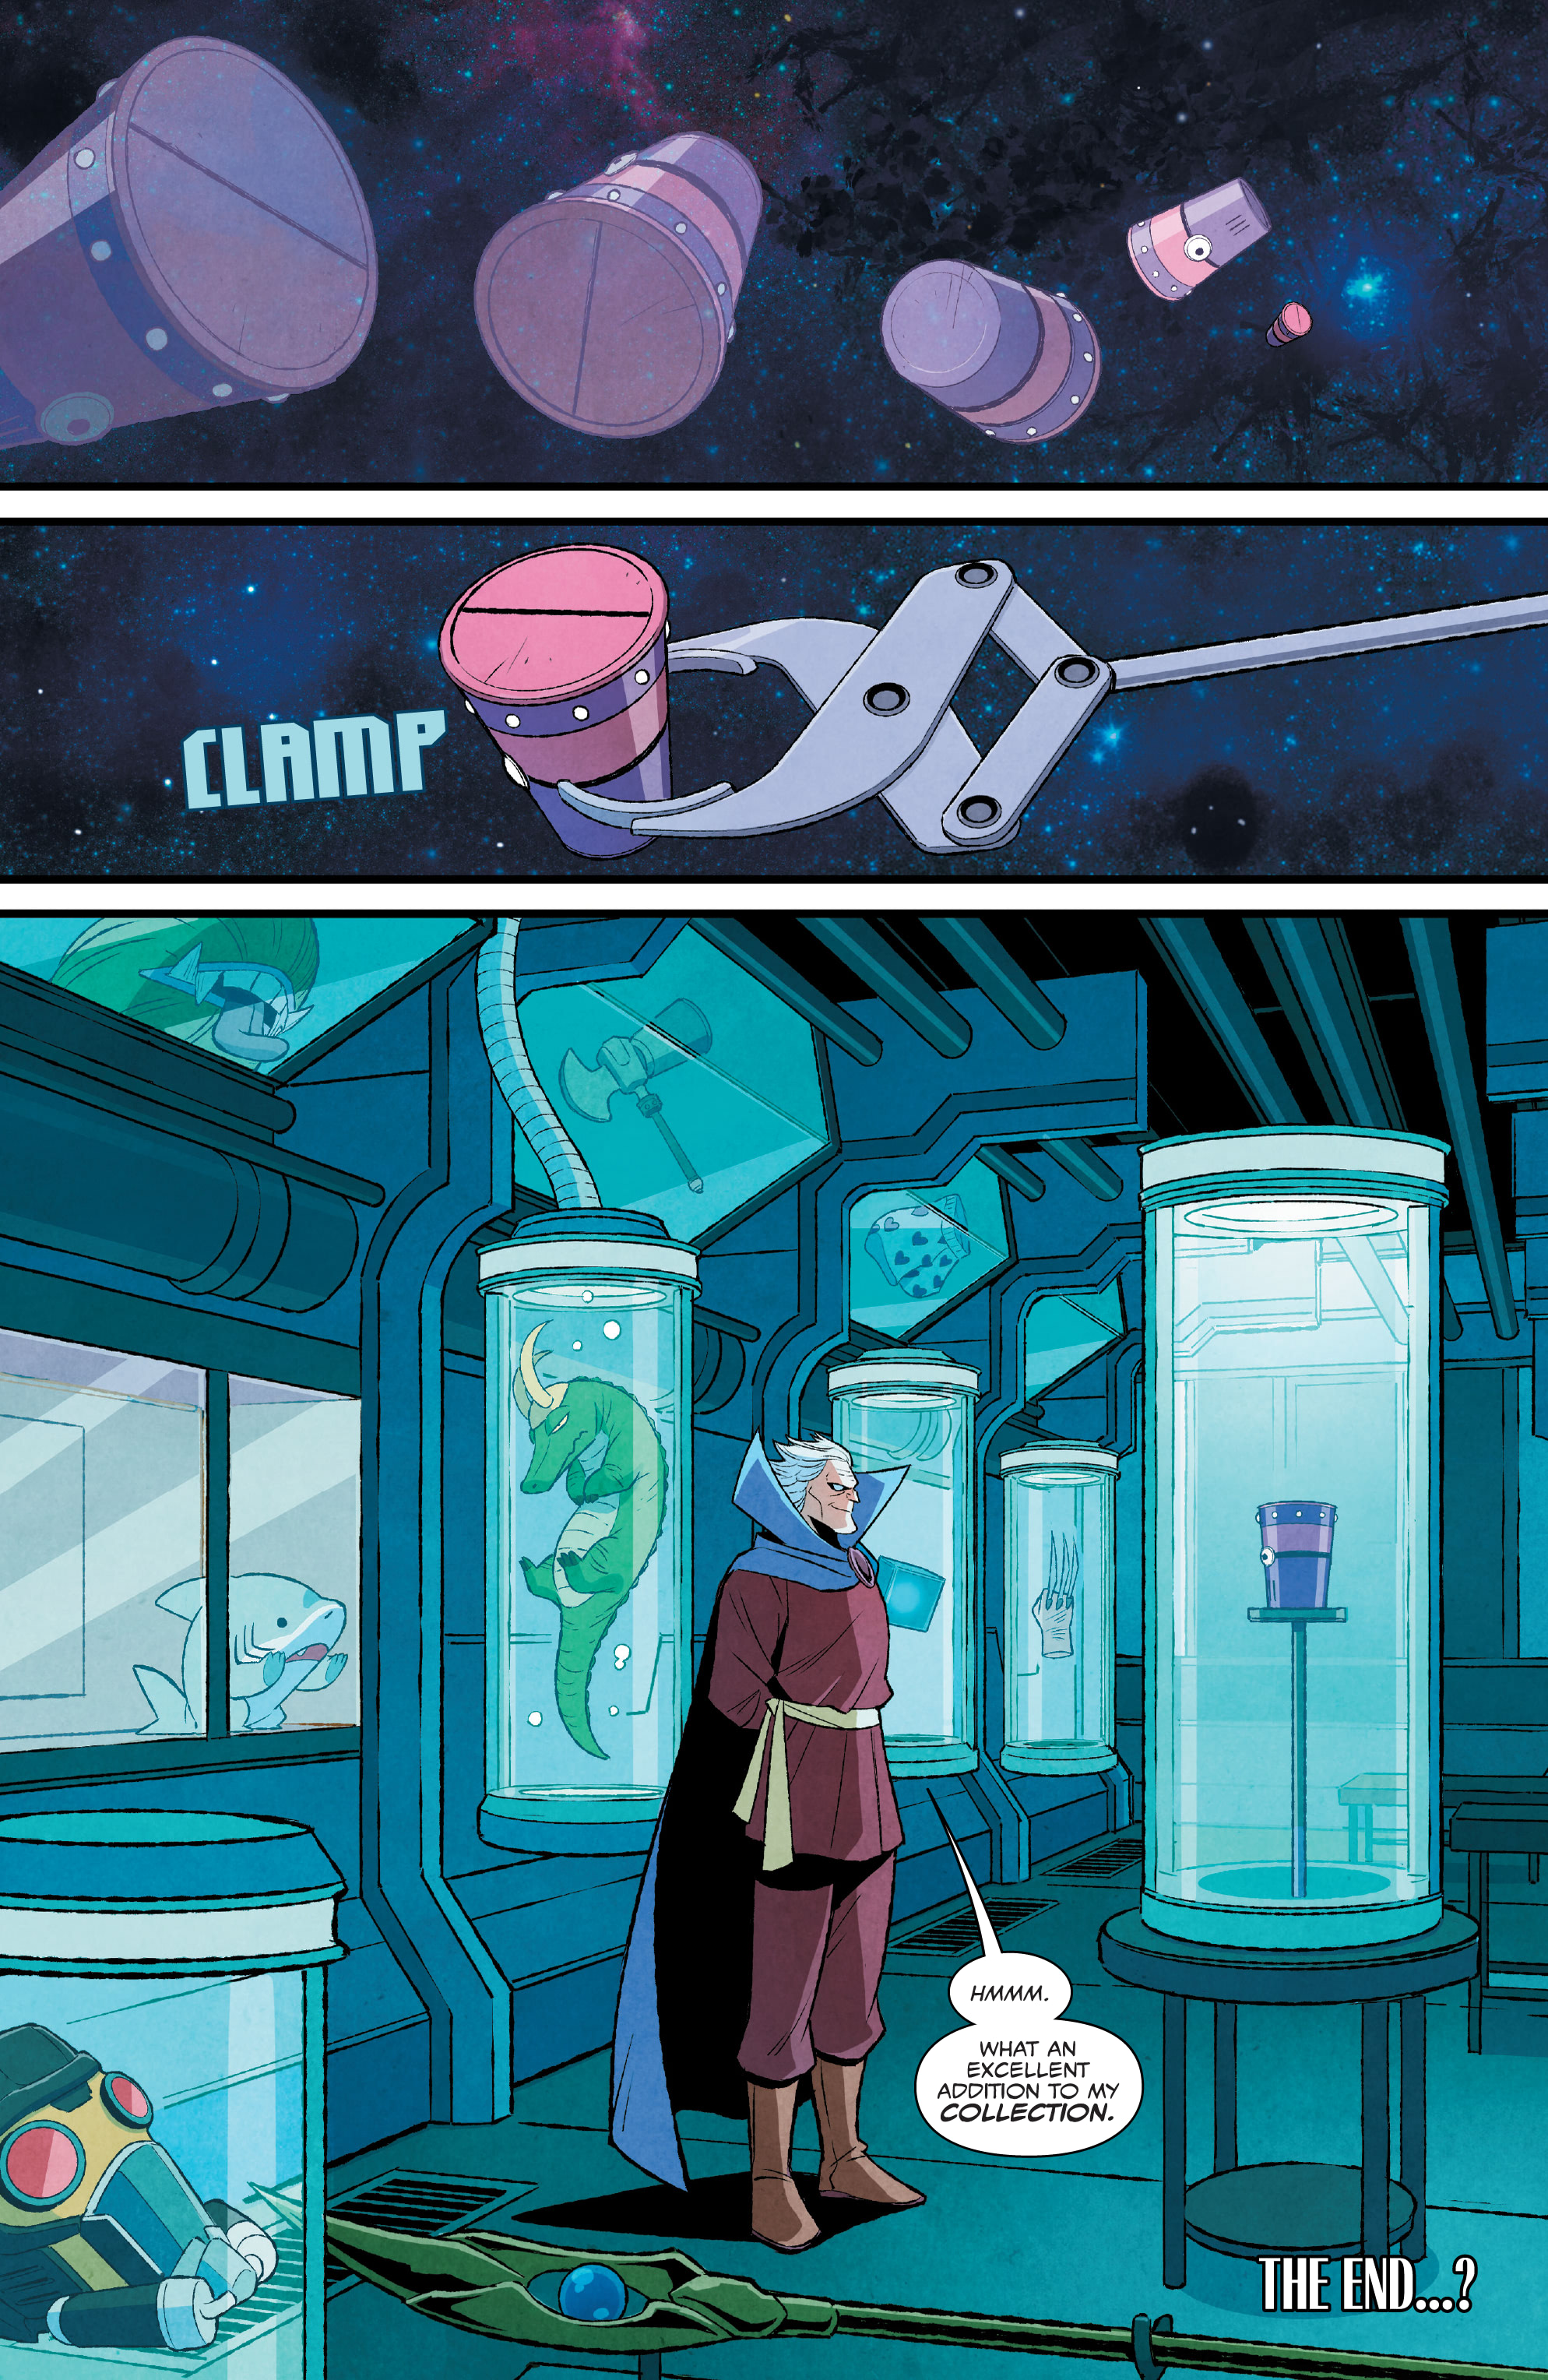 CLAMP
HMMM.
WHAT AN
EXCELLENT
ADDITION TO MY
COLLECTION.
THE END...?